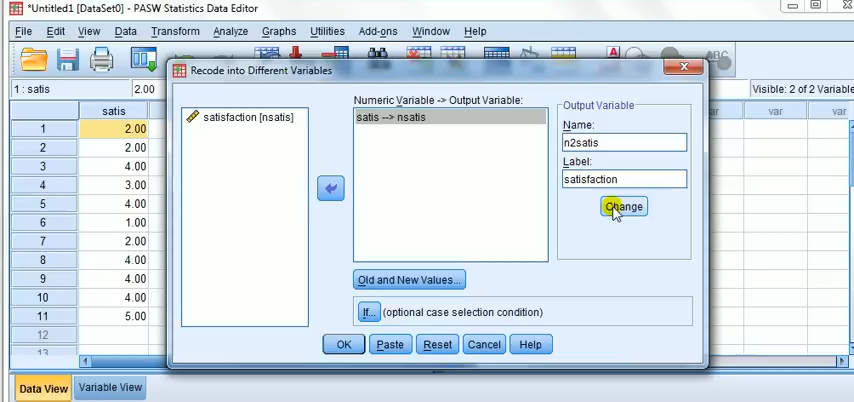 *Untitled1 [DataSet0] - PASW Statistics Data Editor
File Edit View Data Transform Analyze Graphs Utilities Add-ons Window Help
Recode into Different Variables
1 : satis 2.00 Visible: 2 of 2 Variable
satis var var
1 2.00
2 2.00
3 4.00
4 3.00
5 4.00
6 1.00
7 2.00
8 4.00
9 4.00
10 4.00
11 5.00
12
13
satisfaction [nsatis]
Numeric Variable -> Output Variable:
satis --> nsatis
Output Variable
Name:
n2satis
Label:
satisfaction
Change
Old and New Values...
If... (optional case selection condition)
OK Paste Reset Cancel Help
Data View Variable View